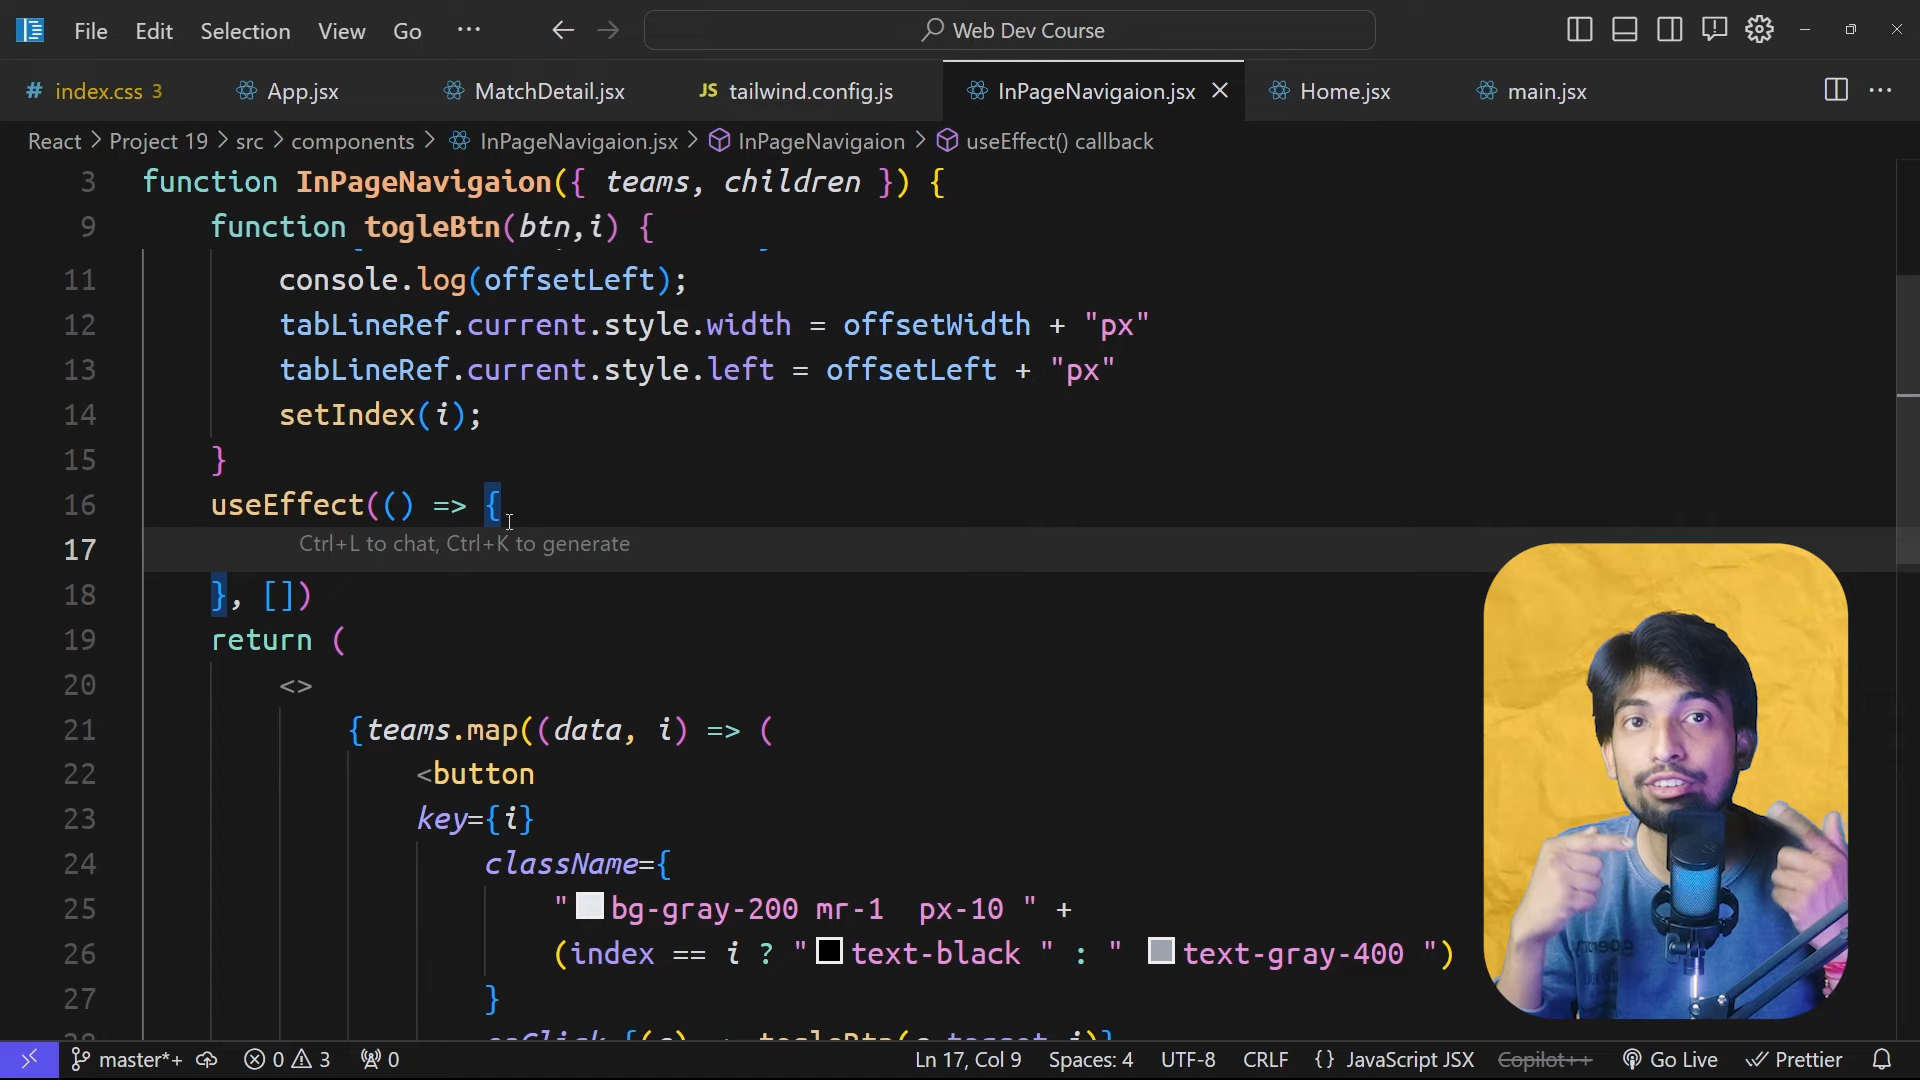 File Edit Selection View Go ··· Web Dev Course
# index.css 3 App.jsx MatchDetail.jsx JS tailwind.config.js InPageNavigaion.jsx Home.jsx main.jsx
React > Project 19 > src > components > InPageNavigaion.jsx > InPageNavigaion > useEffect() callback
3 function InPageNavigaion({ teams, children }) {
9 function togleBtn(btn,i) {
11 console.log(offsetLeft);
12 tabLineRef.current.style.width = offsetWidth + "px"
13 tabLineRef.current.style.left = offsetLeft + "px"
14 setIndex(i);
15 }
16 useEffect(() => {
17 Ctrl+L to chat, Ctrl+K to generate
18 }, [])
19 return (
20 <>
21 {teams.map((data, i) => (
22 <button
23 key={i}
24 className={
25 "bg-gray-200 mr-1 px-10 " +
26 (index == i ? "text-black " : " text-gray-400 ")
27 }
master*+ 0 3 0 Ln 17, Col 9 Spaces: 4 UTF-8 CRLF {} JavaScript JSX Copilot++ Go Live Prettier